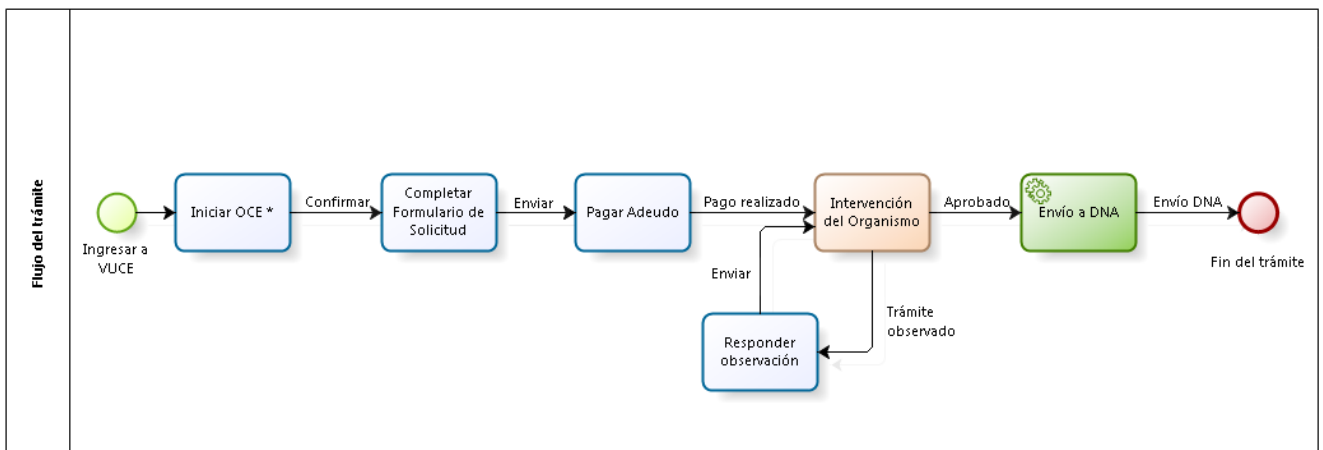 Flujo del trámite
Ingresar a
VUCE
Iniciar OCE *
Confirmar
Completar
Formulario de
Solicitud
Enviar
Pagar Adeudo
Pago realizado
Intervención
del Organismo
Aprobado
Envío a DNA
Envío DNA
Fin del trámite
Enviar
Trámite
observado
Responder
observación